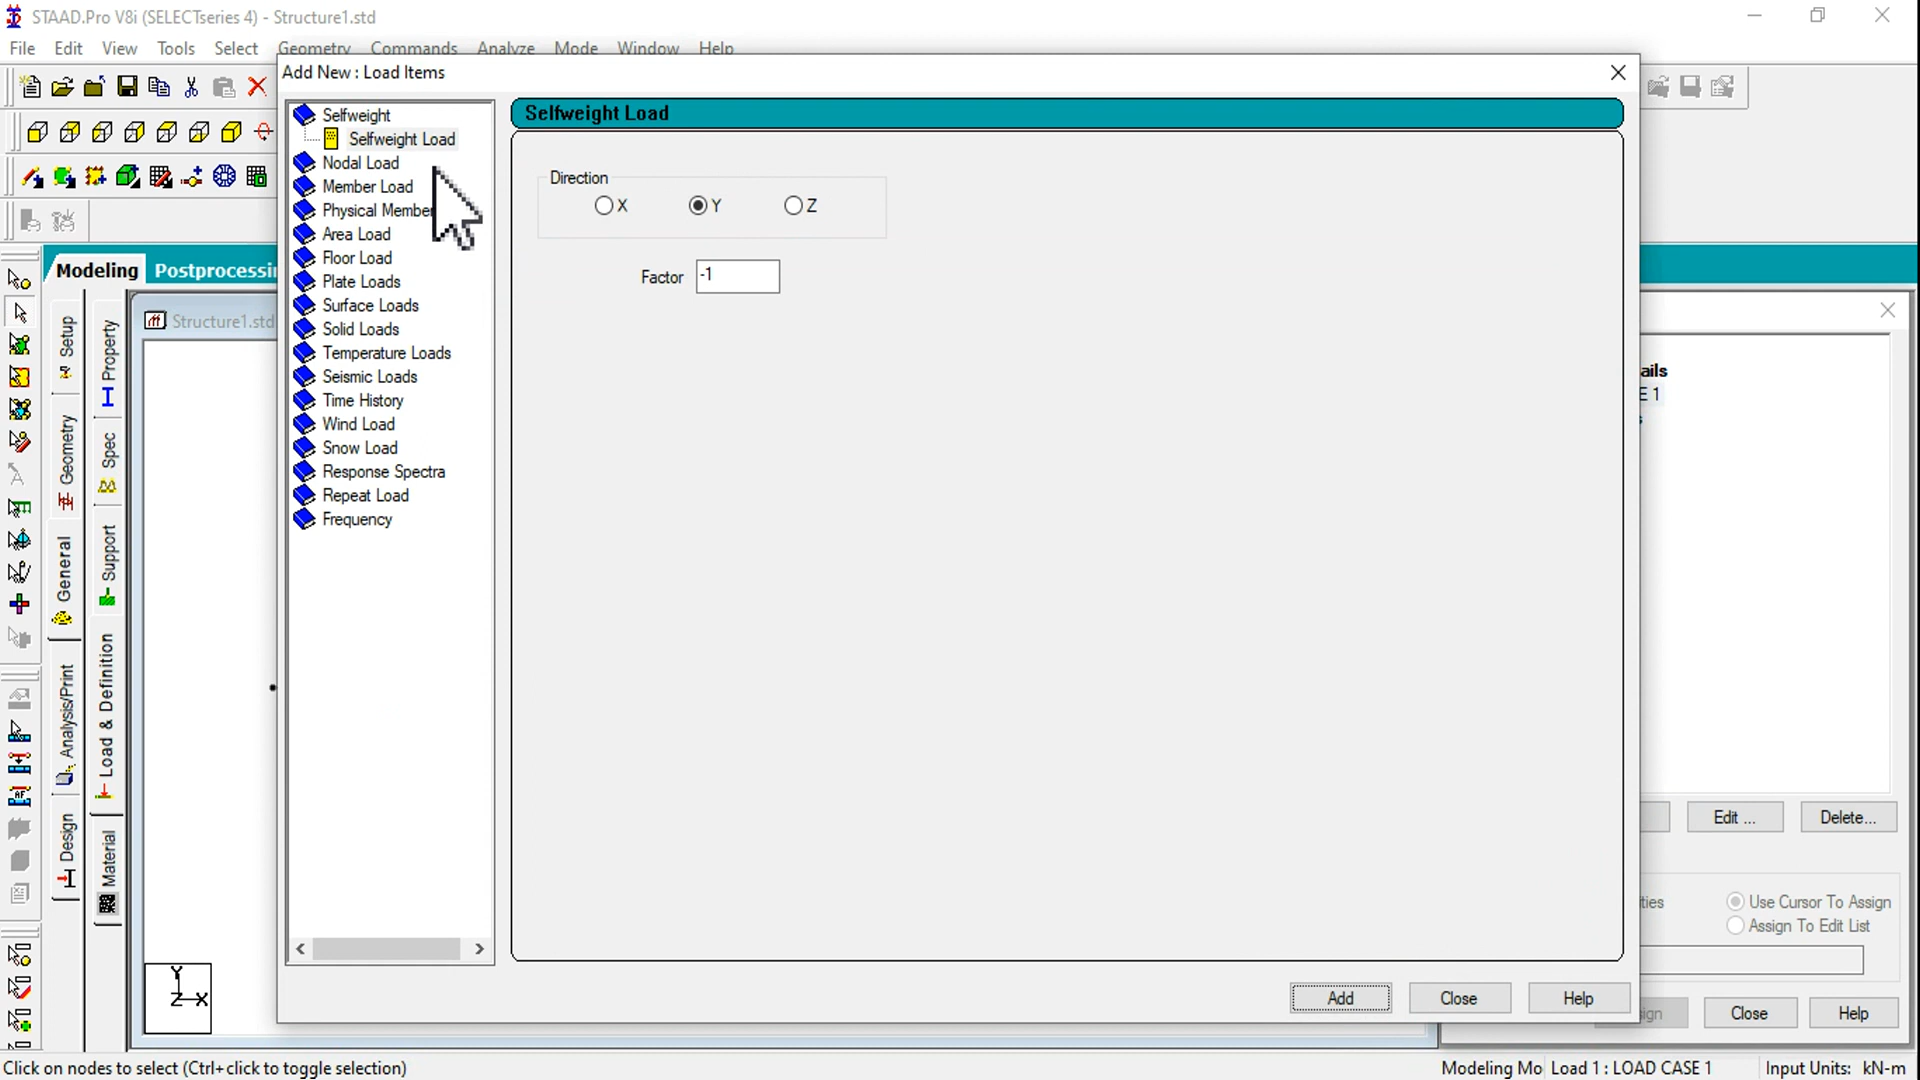 STAAD.Pro V8i (SELECTseries 4) - Structure1.std
File Edit View Tools Select Geometry Commands Analyze Mode Window Help
Add New : Load Items
Selfweight
Selfweight Load
Nodal Load
Member Load
Physical Member
Area Load
Floor Load
Plate Loads
Surface Loads
Solid Loads
Temperature Loads
Seismic Loads
Time History
Wind Load
Snow Load
Response Spectra
Repeat Load
Frequency
Selfweight Load
Direction
X Y Z
Factor -1
Add Close Help
Modeling Postprocessin
Structure1.std
Setup
Geometry
General
Analysis/Print
Design
Property
Spec
Support
Load & Definition
Material
AF
Y
Z X
ails
E 1
s
Edit ... Delete...
ties Use Cursor To Assign
Assign To Edit List
ign Close Help
Click on nodes to select (Ctrl+click to toggle selection) Modeling Mo Load 1 : LOAD CASE 1 Input Units: kN-m